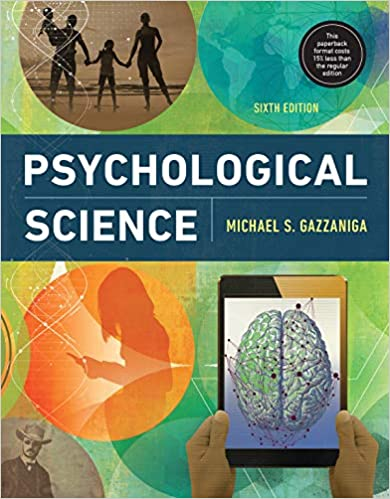 This
paperback
format costs
15% less than
the regular
edition
SIXTH EDITION
PSYCHOLOGICAL
SCIENCE
MICHAEL S. GAZZANIGA